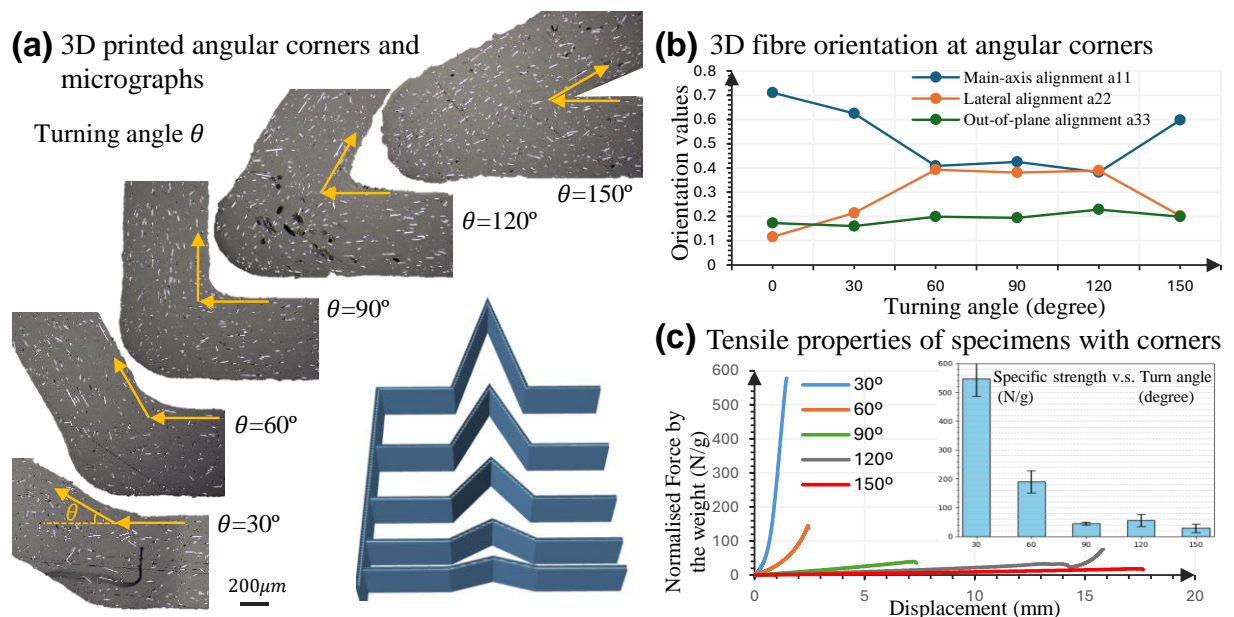 (a) 3D printed angular corners and
micrographs
Turning angle θ
θ=150º
θ=120º
θ=90º
θ=60º
θ
θ=30º
200μm
(b) 3D fibre orientation at angular corners
Orientation values
0.8
0.7
0.6
0.5
0.4
0.3
0.2
0.1
0
Main-axis alignment a11
Lateral alignment a22
Out-of-plane alignment a33
0 30 60 90 120 150
Turning angle (degree)
(c) Tensile properties of specimens with corners
Normalised Force by
the weight (N/g)
600
500
400
300
200
100
0
30º
60º
90º
120º
150º
0 5 10 15 20
Displacement (mm)
Specific strength v.s. Turn angle
(N/g) (degree)
600
500
400
300
200
100
0
30 60 90 120 150